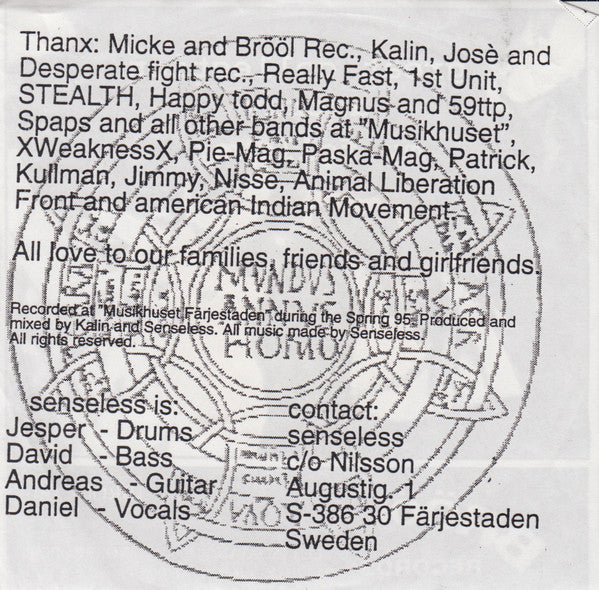 Thanx: Micke and Brööl Rec., Kalin, Josè and
Desperate fight rec., Really Fast, 1st Unit,
STEALTH, Happy todd, Magnus and 59ttp,
Spaps and all other bands at "Musikhuset",
XWeaknessX, Pie-Mag, Paska-Mag, Patrick,
Kullman, Jimmy, Nisse, Animal Liberation
Front and american Indian Movement.
All love to our families, friends and girlfriends.
MVNDVS
ANNVS
HOMO
Recorded at "Musikhuset Färjestaden" during the Spring 95. Produced and
mixed by Kalin and Senseless. All music made by Senseless.
All rights reserved.
senseless is:
Jesper - Drums
David - Bass
Andreas - Guitar
Daniel - Vocals
contact:
senseless
c/o Nilsson
Augustig. 1
S-386 30 Färjestaden
Sweden